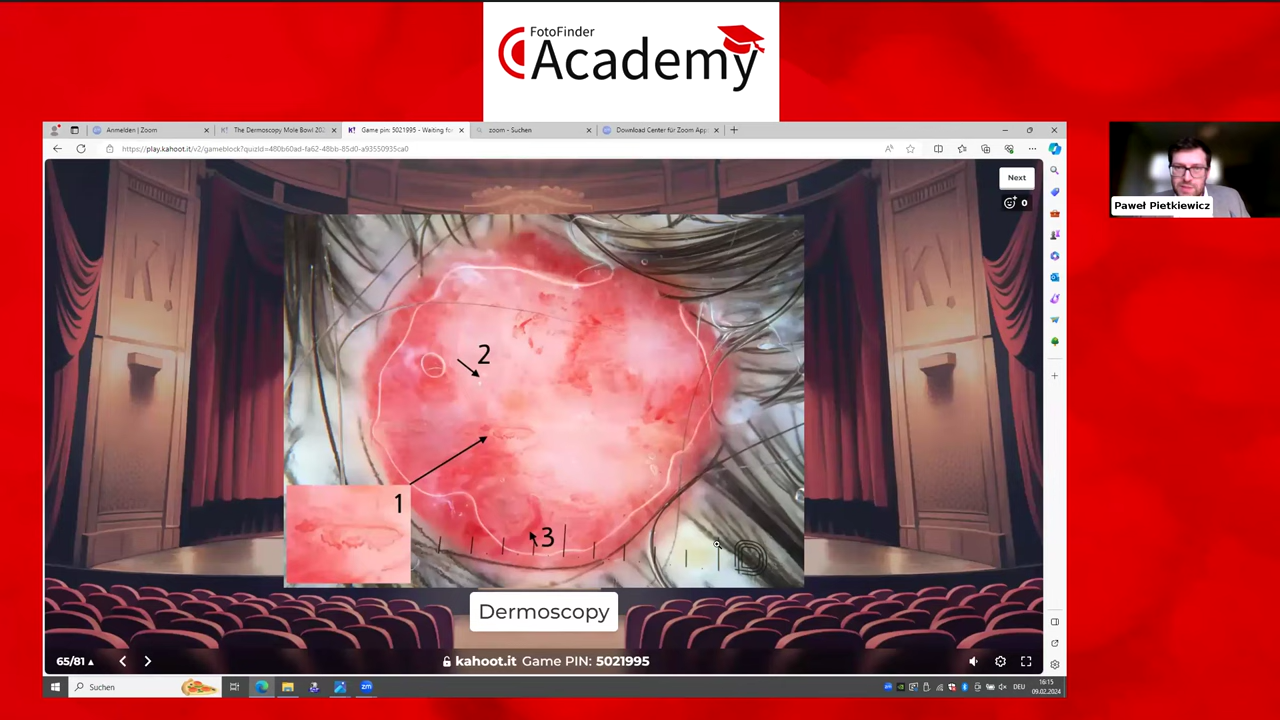 FotoFinder
Academy
Anmelden | Zoom
The Dermoscopy Mole Bowl 202
Game pin: 5021995 - Waiting for
zoom - Suchen
Download Center für Zoom App
https://play.kahoot.it/v2/gameblock?quizId=480b60ad-fa62-48bb-85d0-a93550935ca0
Next
0
Paweł Pietkiewicz
K!
K!
2
1
3
Dermoscopy
65/81
kahoot.it Game PIN: 5021995
Suchen
zm
DEU
16:15
09.02.2024